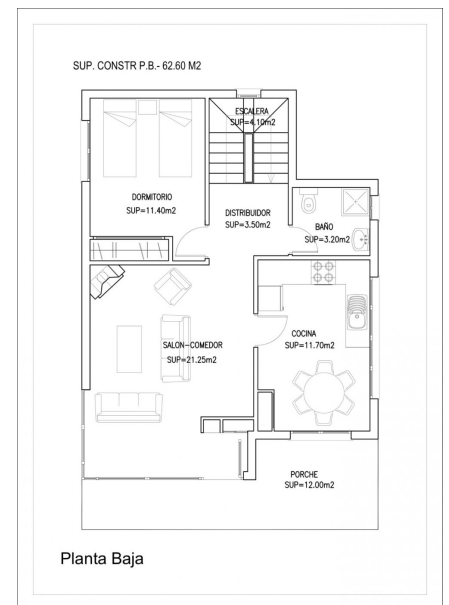 SUP. CONSTR P.B.- 62.60 M2
ESCALERA
SUP=4.10m2
DORMITORIO
SUP=11.40m2
DISTRIBUIDOR
SUP=3.50m2
BAÑO
SUP=3.20m2
SALON-COMEDOR
SUP=21.25m2
COCINA
SUP=11.70m2
PORCHE
SUP=12.00m2
Planta Baja